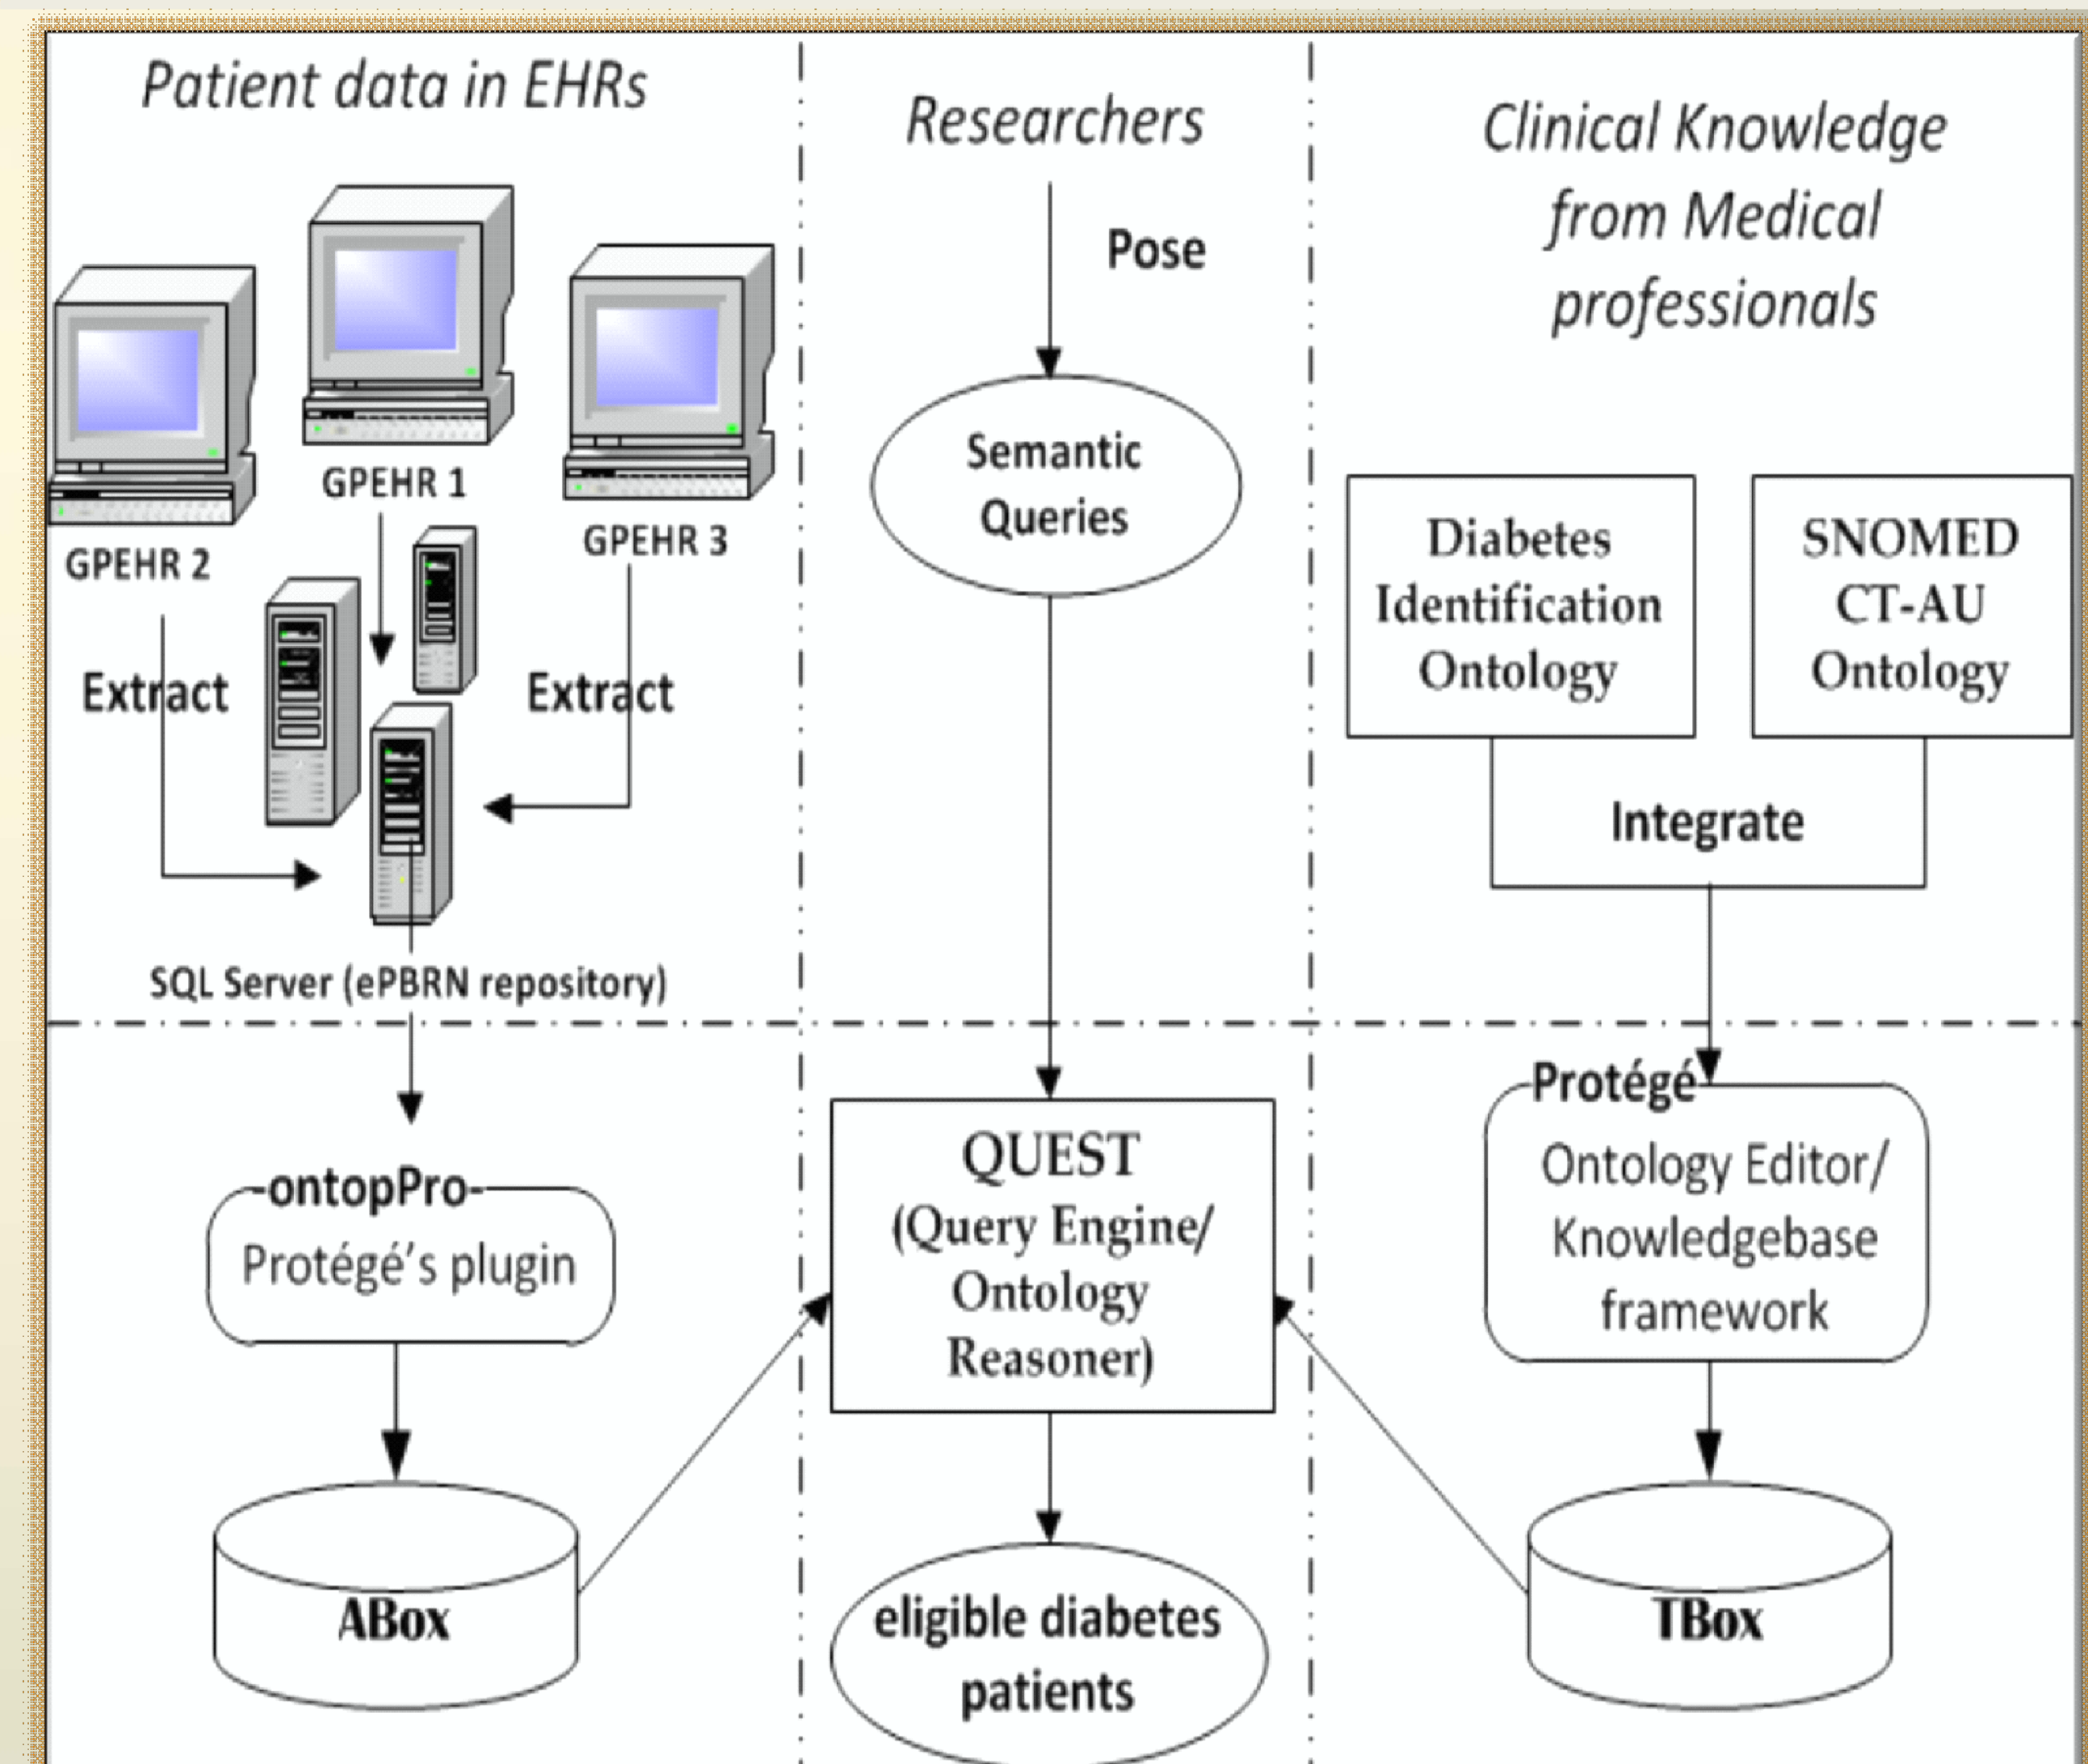 Patient data in EHRs
GPEHR 1
GPEHR 2
GPEHR 3
Extract
Extract
SQL Server (ePBRN repository)
-ontopPro-
Protégé's plugin
ABox
Researchers
Pose
Semantic
Queries
QUEST
(Query Engine/
Ontology
Reasoner)
eligible diabetes
patients
Clinical Knowledge
from Medical
professionals
Diabetes
Identification
Ontology
SNOMED
CT-AU
Ontology
Integrate
Protégé
Ontology Editor/
Knowledgebase
framework
TBox